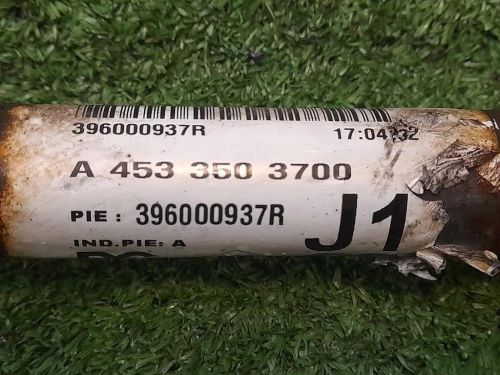 396000937R 17:04:32
A 453 350 3700
PIE : 396000937R J1
IND.PIE: A